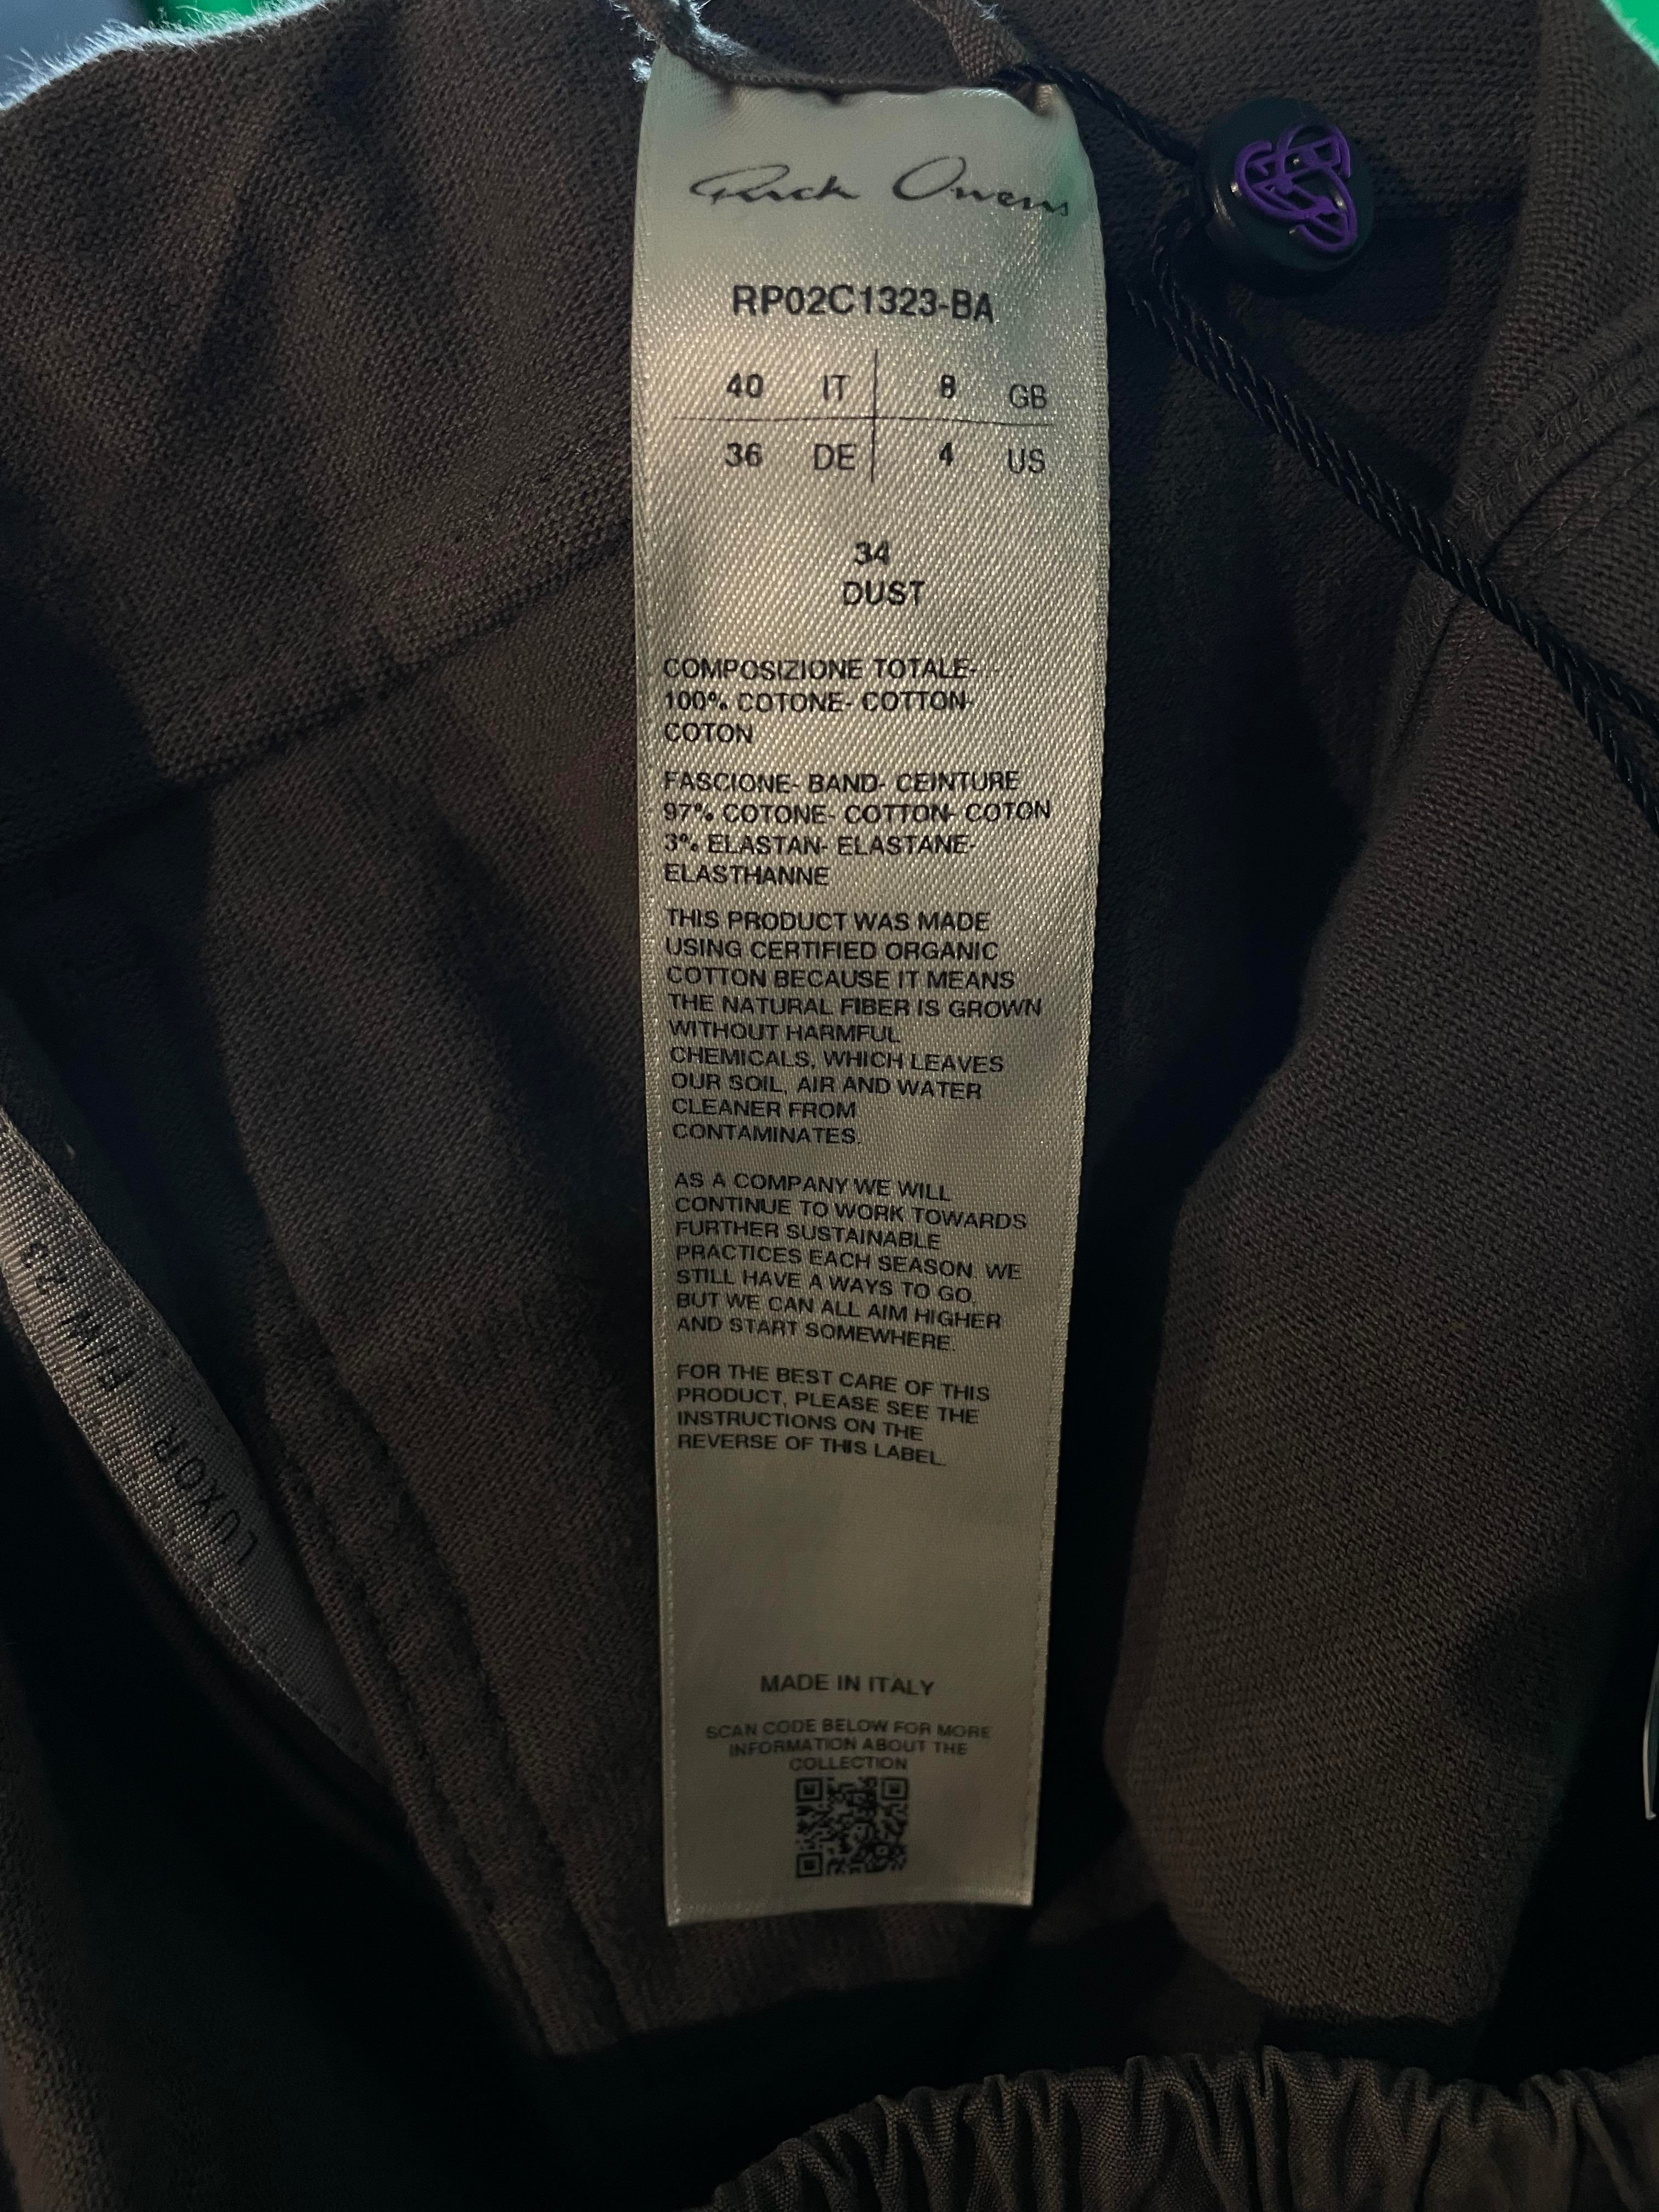 Rick Owens
RP02C1323-BA
40 IT 8 GB
36 DE 4 US
34
DUST
COMPOSIZIONE TOTALE-
100% COTONE- COTTON-
COTON
FASCIONE- BAND- CEINTURE
97% COTONE- COTTON- COTON
3% ELASTAN- ELASTANE-
ELASTHANNE
THIS PRODUCT WAS MADE
USING CERTIFIED ORGANIC
COTTON BECAUSE IT MEANS
THE NATURAL FIBER IS GROWN
WITHOUT HARMFUL
CHEMICALS, WHICH LEAVES
OUR SOIL, AIR AND WATER
CLEANER FROM
CONTAMINATES.
AS A COMPANY WE WILL
CONTINUE TO WORK TOWARDS
FURTHER SUSTAINABLE
PRACTICES EACH SEASON. WE
STILL HAVE A WAYS TO GO,
BUT WE CAN ALL AIM HIGHER
AND START SOMEWHERE.
FOR THE BEST CARE OF THIS
PRODUCT, PLEASE SEE THE
INSTRUCTIONS ON THE
REVERSE OF THIS LABEL.
MADE IN ITALY
SCAN CODE BELOW FOR MORE
INFORMATION ABOUT THE
COLLECTION
LUXOR